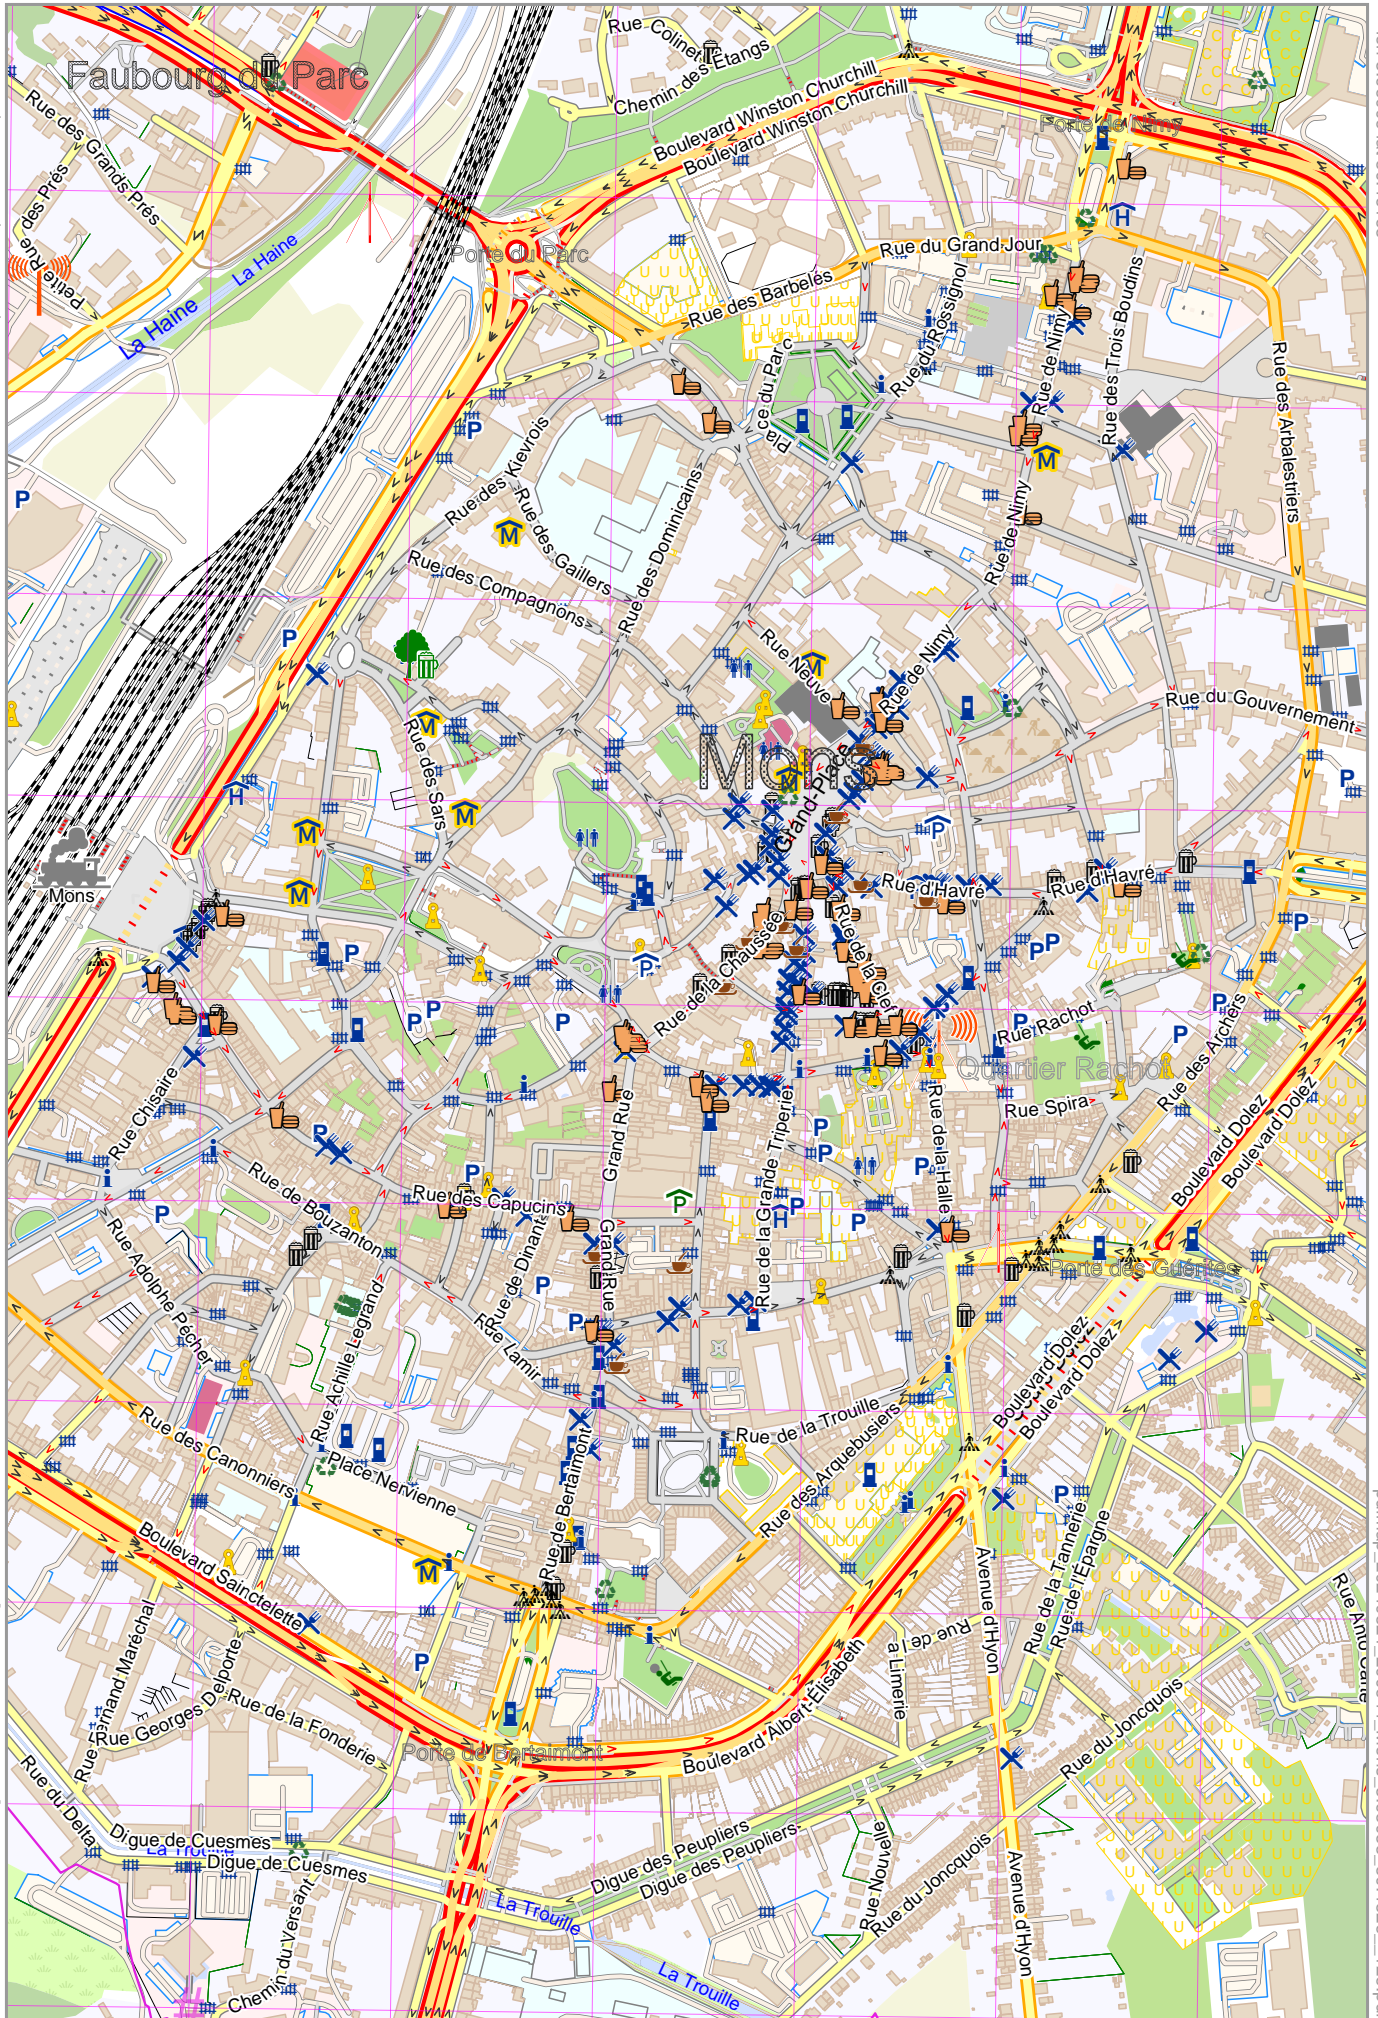 Rue Colinet
Chemin des Étangs
Faubourg du Parc
Boulevard Winston Churchill
Boulevard Winston Churchill
Rue des Grands Prés
Porte de Nimy
Petite Rue des Prés
H
La Haine
La Haine
Porte du Parc
Rue du Grand Jour
Rue des Barbelés
Rue du Rossignol
Rue de Nimy
Rue des Trois Boudins
Rue des Arbalestriers
Place du Parc
P
P
M
Rue des Kievrois
Rue des Gaillers
Rue des Dominicains
M
Rue de Nimy
Rue des Compagnons
P
Rue Neuve
M
Rue de Nimy
Rue du Gouvernement
M
Rue des Sars
Mons
M
Grand-Place
P
H
M
M
P
Mons
M
Rue d'Havré
Rue d'Havré
P
P
P
P
P
Rue de la Chaussée
Rue de la Clef
P
P
P
P
P
P
Rue Rachot
Quartier Rachot
Rue des Archers
Rue Chisaire
Rue Spira
Boulevard Dolez
Boulevard Dolez
Grand Rue
Rue de la Grande Triperie
Rue de la Halle
P
P
P
P
P
Rue de Bouzanton
Rue des Capucins
P
P
H
P
P
Rue Adolphe Pécher
Rue de Dinant
Grand Rue
Porte des Guérites
P
P
Rue Achille Legrand
Rue Lamir
Boulevard Dolez
Boulevard Dolez
Rue des Canonniers
Place Nervienne
Rue de Bertaimont
Rue de la Trouille
Rue des Arquebusiers
P
Boulevard Sainctelette
M
Avenue d'Hyon
Rue de la Tannerie
Rue de l'Épargne
Rue Fernand Maréchal
Rue Georges Delporte
Rue de la Fonderie
P
Rue de la
Boulevard Albert-Élisabeth
Rue du Joncquois
Porte de Bertaimont
Rue du Delta
Digue de Cuesmes
La Trouille
Digue de Cuesmes
Digue des Peupliers
Digue des Peupliers
Rue Nouvelle
Rue du Joncquois
Avenue d'Hyon
Chemin du Versant
La Trouille
La Trouille